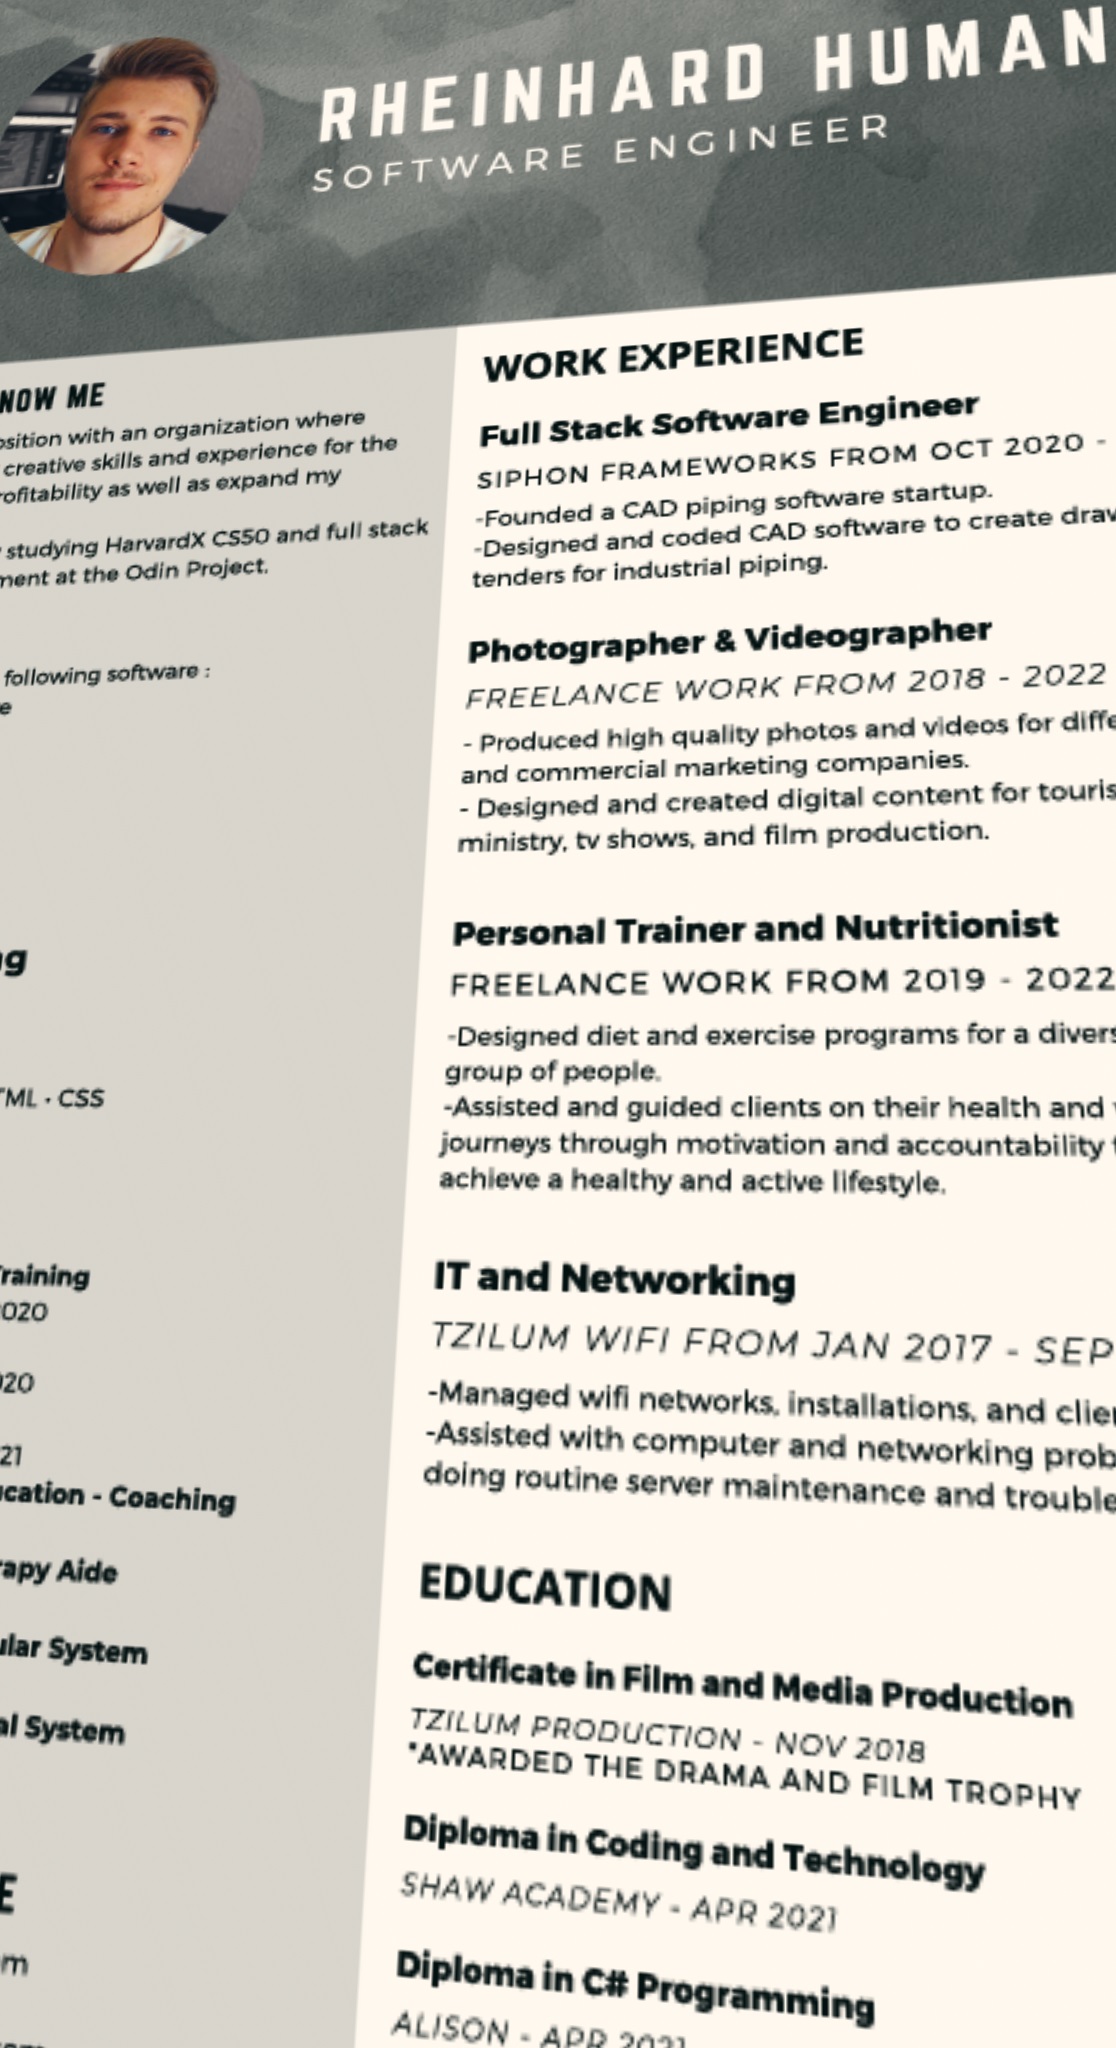 RHEINHARD HUMAN
SOFTWARE ENGINEER
NOW ME
osition with an organization where
creative skills and experience for the
rofitability as well as expand my
studying HarvardX CS50 and full stack
ment at the Odin Project.
following software :
e
ng
TML · CSS
Training
2020
020
21
ucation - Coaching
rapy Aide
ular System
al System
E
om
WORK EXPERIENCE
Full Stack Software Engineer
SIPHON FRAMEWORKS FROM OCT 2020 -
-Founded a CAD piping software startup.
-Designed and coded CAD software to create draw
tenders for industrial piping.
Photographer & Videographer
FREELANCE WORK FROM 2018 - 2022
- Produced high quality photos and videos for diffe
and commercial marketing companies.
- Designed and created digital content for touris
ministry, tv shows, and film production.
Personal Trainer and Nutritionist
FREELANCE WORK FROM 2019 - 2022
-Designed diet and exercise programs for a divers
group of people.
-Assisted and guided clients on their health and
journeys through motivation and accountability
achieve a healthy and active lifestyle.
IT and Networking
TZILUM WIFI FROM JAN 2017 - SEP
-Managed wifi networks, installations, and clien
-Assisted with computer and networking prob
doing routine server maintenance and trouble
EDUCATION
Certificate in Film and Media Production
TZILUM PRODUCTION - NOV 2018
*AWARDED THE DRAMA AND FILM TROPHY
Diploma in Coding and Technology
SHAW ACADEMY - APR 2021
Diploma in C# Programming
ALISON - APR 2021